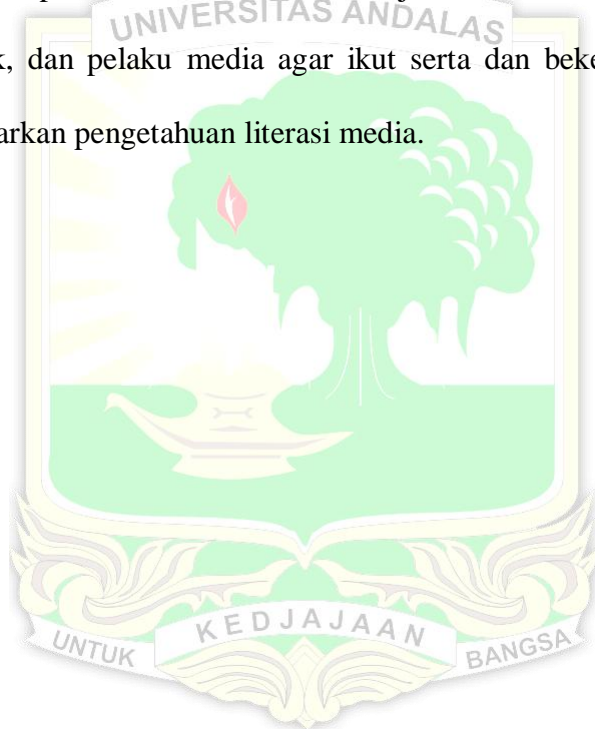 UNIVERSITAS ANDALAS
k, dan pelaku media agar ikut serta dan beke
arkan pengetahuan literasi media.
UNTUK KEDJAJAAN BANGSA